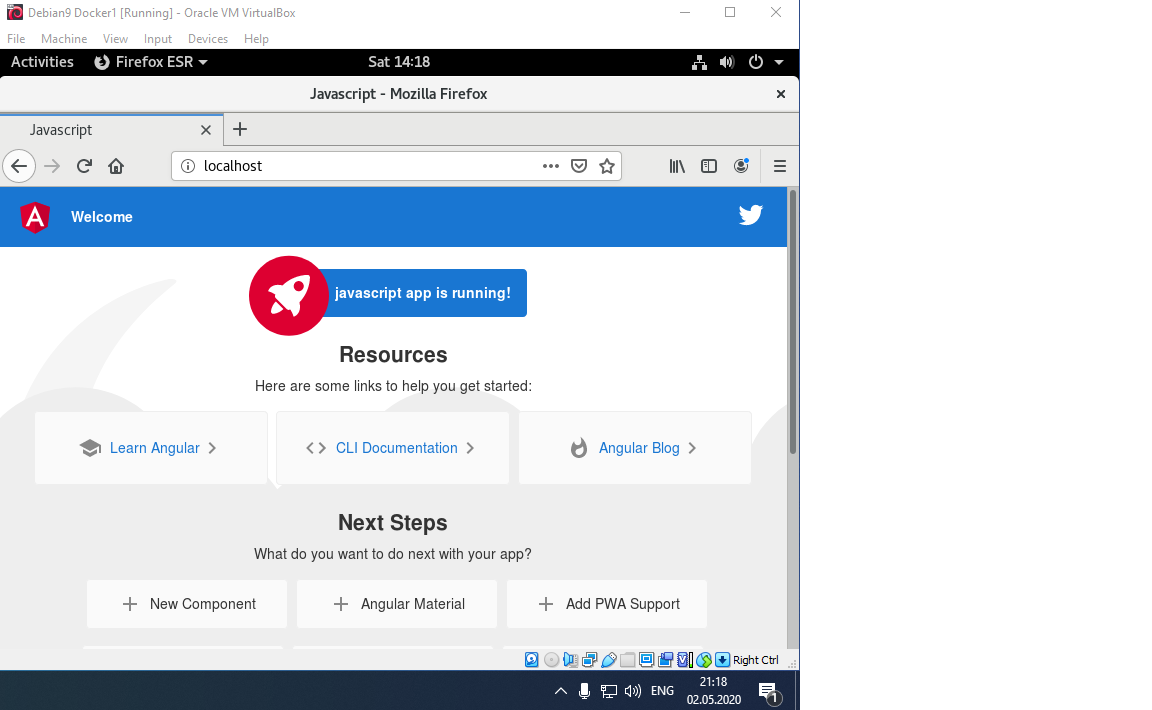 Debian9 Docker1 [Running] - Oracle VM VirtualBox
File Machine View Input Devices Help
Activities Firefox ESR Sat 14:18
Javascript - Mozilla Firefox
Javascript
localhost
Welcome
javascript app is running!
Resources
Here are some links to help you get started:
Learn Angular CLI Documentation Angular Blog
Next Steps
What do you want to do next with your app?
New Component Angular Material Add PWA Support
Right Ctrl
ENG 21:18
02.05.2020 1